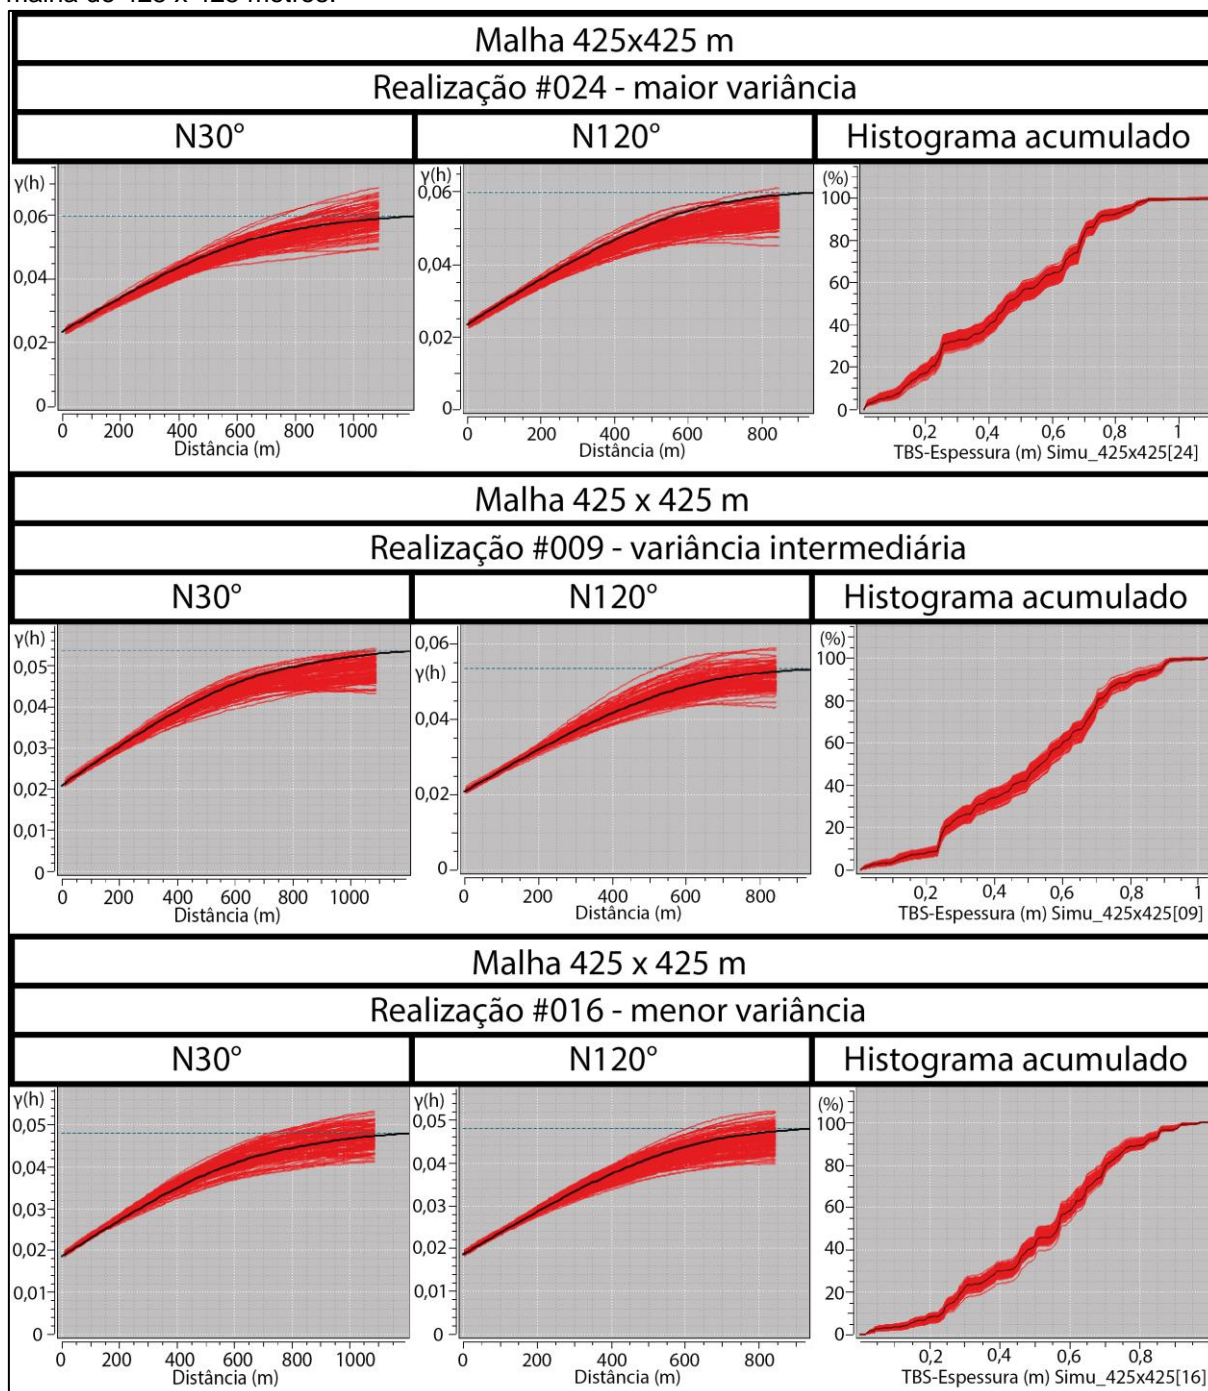 malha de 425 x 425 metros.
Malha 425x425 m
Realização #024 - maior variância
N30°
N120°
Histograma acumulado
γ(h)
0,06
0,04
0,02
0
0 200 400 600 800 1000
Distância (m)
γ(h)
0,06
0,04
0,02
0
0 200 400 600 800
Distância (m)
(%)
100
80
60
40
20
0
0,2 0,4 0,6 0,8 1
TBS-Espessura (m) Simu_425x425[24]
Malha 425 x 425 m
Realização #009 - variância intermediária
N30°
N120°
Histograma acumulado
γ(h)
0,05
0,04
0,03
0,02
0,01
0
0 200 400 600 800 1000
Distância (m)
0,06
γ(h)
0,04
0,02
0
0 200 400 600 800
Distância (m)
(%)
100
80
60
40
20
0
0,2 0,4 0,6 0,8 1
TBS-Espessura (m) Simu_425x425[09]
Malha 425 x 425 m
Realização #016 - menor variância
N30°
N120°
Histograma acumulado
γ(h)
0,05
0,04
0,03
0,02
0,01
0
0 200 400 600 800 1000
Distância (m)
γ(h)
0,05
0,04
0,03
0,02
0,01
0
0 200 400 600 800
Distância (m)
(%)
100
80
60
40
20
0
0,2 0,4 0,6 0,8
TBS-Espessura (m) Simu_425x425[16]